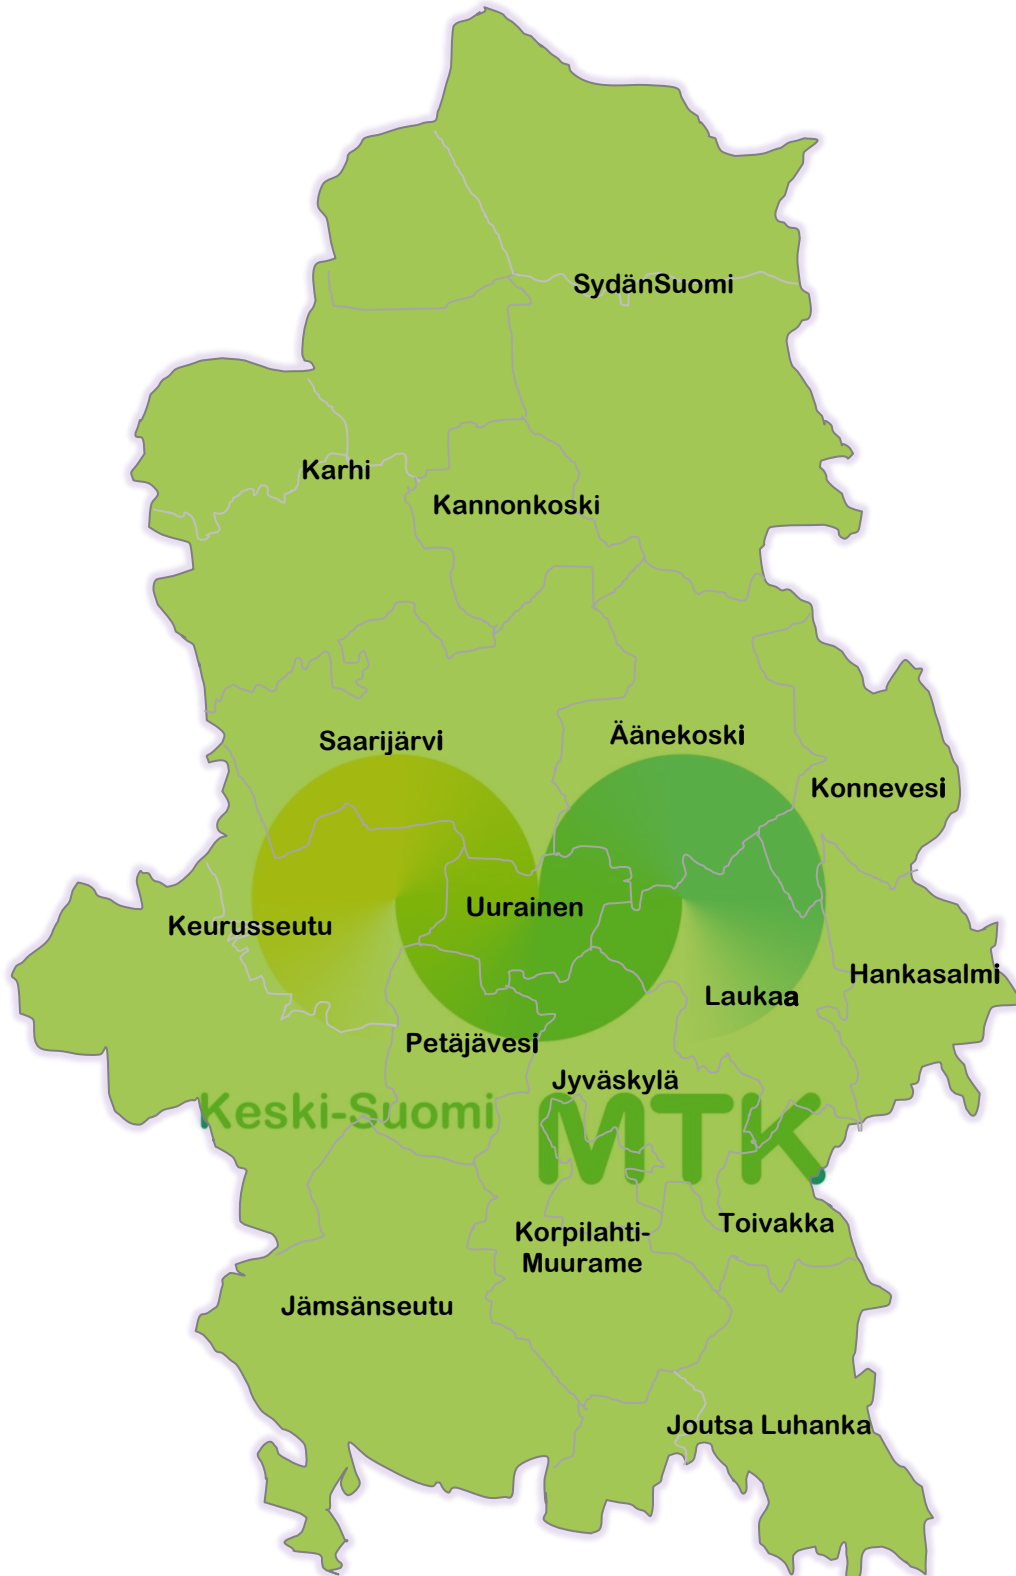 SydänSuomi
Karhi
Kannonkoski
Saarijärvi
Äänekoski
Konnevesi
Uurainen
Keurusseutu
Hankasalmi
Laukaa
Petäjävesi
Jyväskylä
Keski-Suomi MTK
Toivakka
Korpilahti-
Muurame
Jämsänseutu
Joutsa Luhanka